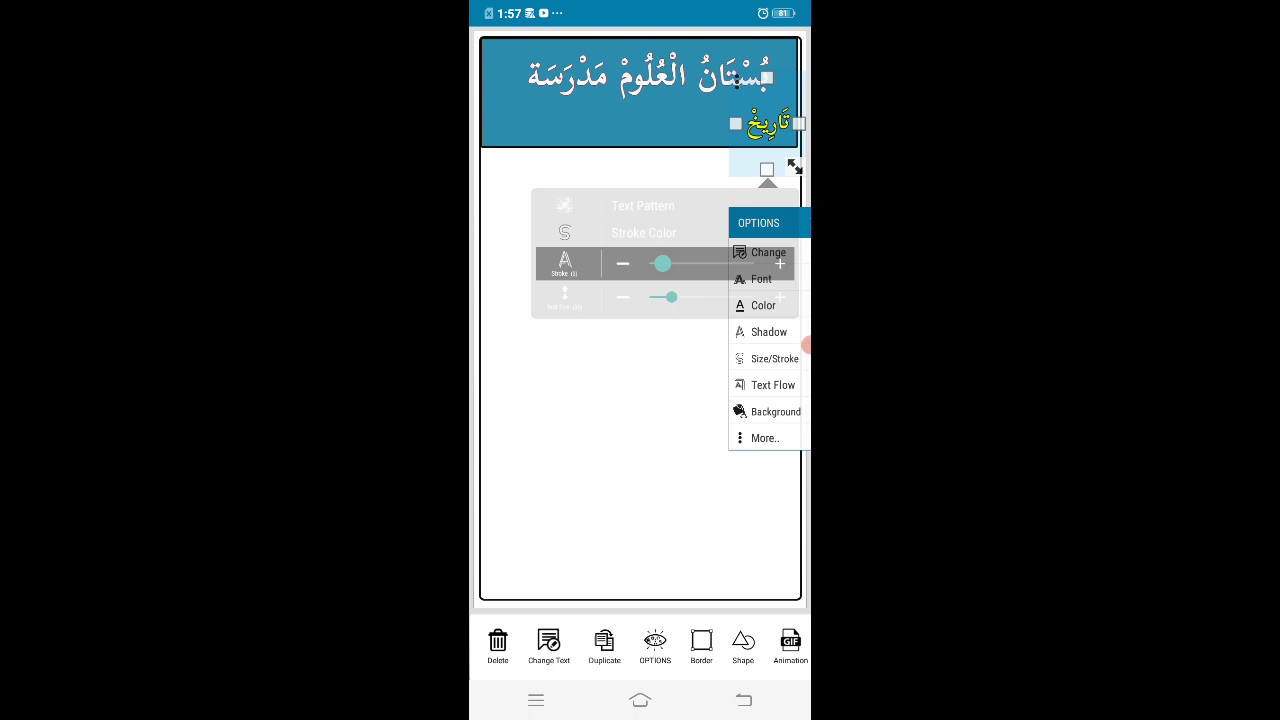 1:57
81
بُسْتَانُ الْعُلُومْ مَدْرَسَة
تَارِيخْ
Text Pattern
Stroke Color
OPTIONS
Change
Font
Color
Shadow
Size/Stroke
Text Flow
Background
More..
Delete
Change Text
Duplicate
OPTIONS
Border
Shape
GIF
Animation